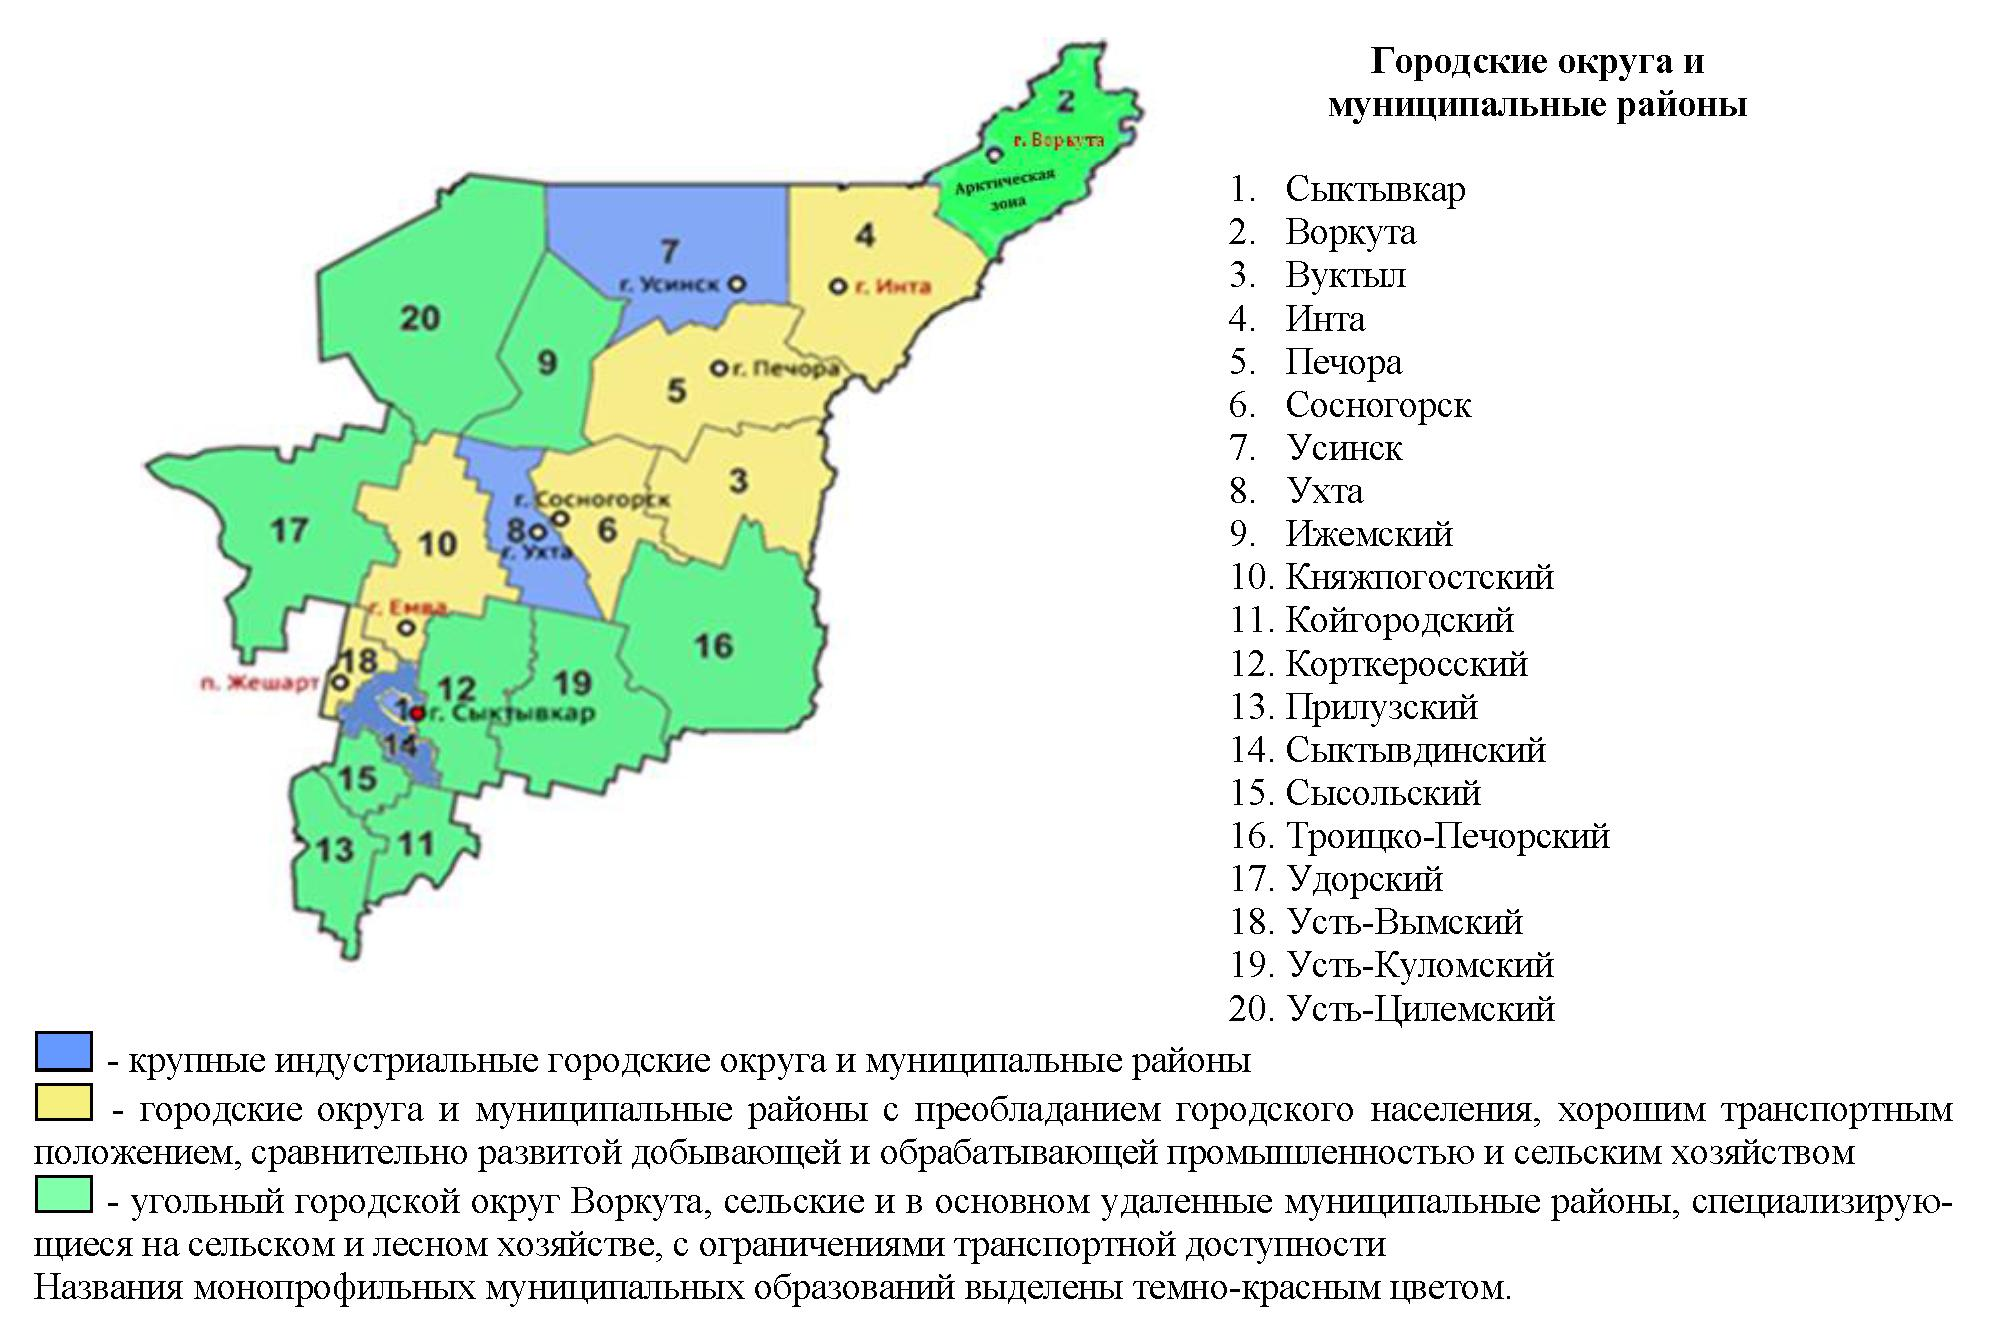 Городские округа и
муниципальные районы
2
г. Воркута
Арктическая
зона
7
г. Усинск
4
г. Инта
20
9
5
г. Печора
17
10
г. Сосногорск
8
г. Ухта
6
3
г. Емва
18
п. Жешарт
12
19
16
1
г. Сыктывкар
14
15
13
11
1. Сыктывкар
2. Воркута
3. Вуктыл
4. Инта
5. Печора
6. Сосногорск
7. Усинск
8. Ухта
9. Ижемский
10. Княжпогостский
11. Койгородский
12. Корткеросский
13. Прилузский
14. Сыктывдинский
15. Сысольский
16. Троицко-Печорский
17. Удорский
18. Усть-Вымский
19. Усть-Куломский
20. Усть-Цилемский
- крупные индустриальные городские округа и муниципальные районы
- городские округа и муниципальные районы с преобладанием городского населения, хорошим транспортным
положением, сравнительно развитой добывающей и обрабатывающей промышленностью и сельским хозяйством
- угольный городской округ Воркута, сельские и в основном удаленные муниципальные районы, специализирую-
щиеся на сельском и лесном хозяйстве, с ограничениями транспортной доступности
Названия монопрофильных муниципальных образований выделены темно-красным цветом.